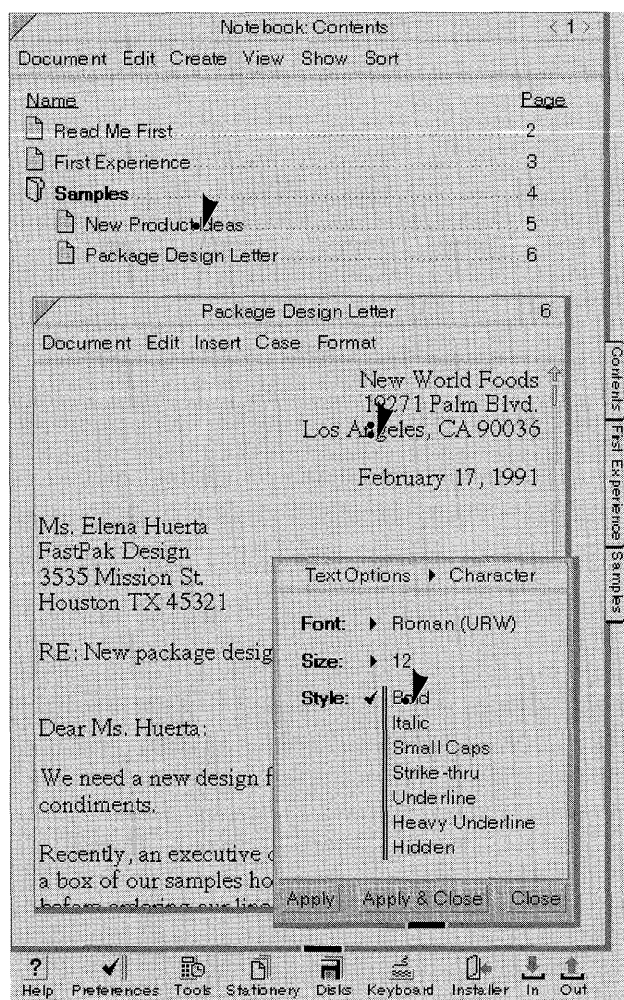 Notebook: Contents < 1 >
Document Edit Create View Show Sort
Name Page
Read Me First 2
First Experience 3
Samples 4
New Product Ideas 5
Package Design Letter 6
Package Design Letter 6
Document Edit Insert Case Format
New World Foods
19271 Palm Blvd.
Los Angeles, CA 90036
February 17, 1991
Ms. Elena Huerta
FastPak Design
3535 Mission St.
Houston TX 45321
RE: New package desig
Dear Ms. Huerta:
We need a new design f
condiments.
Recently, an executive
a box of our samples ho
before ordering our line
Text Options Character
Font: Roman (URW)
Size: 12
Style: Bold
Italic
Small Caps
Strike-thru
Underline
Heavy Underline
Hidden
Apply Apply & Close Close
Contents
First Experience
Samples
? Help Preferences Tools Stationery Disks Keyboard Installer In Out